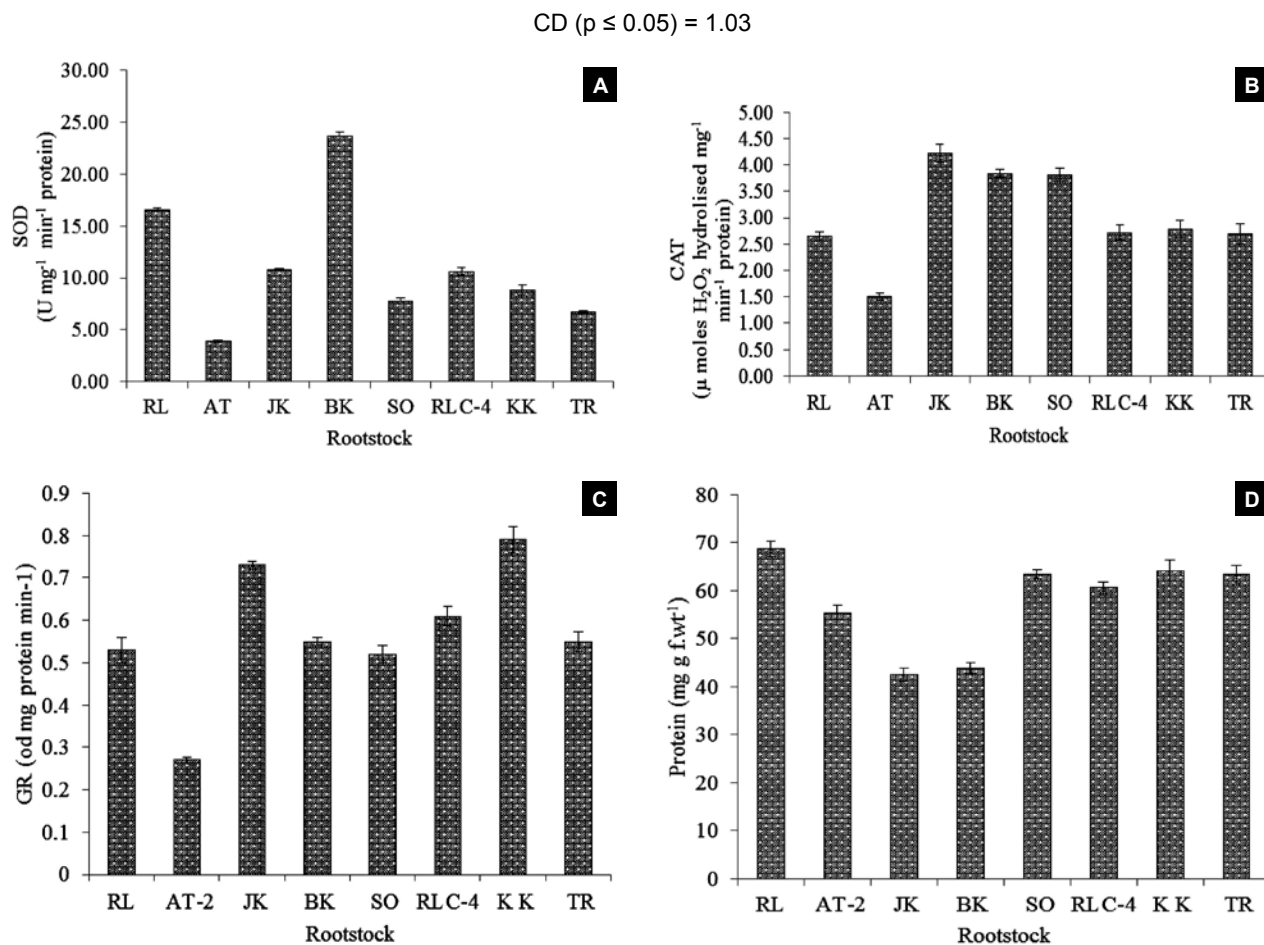 CD (p ≤ 0.05) = 1.03
A
SOD
(U mg⁻¹ min⁻¹ protein)
30.00
25.00
20.00
15.00
10.00
5.00
0.00
RL AT JK BK SO RLC-4 KK TR
Rootstock
B
CAT
(µ moles H₂O₂ hydrolised mg⁻¹
min⁻¹ protein)
5.00
4.50
4.00
3.50
3.00
2.50
2.00
1.50
1.00
0.50
0.00
RL AT JK BK SO RLC-4 KK TR
Rootstock
C
GR (od mg protein min-1)
0.9
0.8
0.7
0.6
0.5
0.4
0.3
0.2
0.1
0
RL AT-2 JK BK SO RLC-4 K K TR
Rootstock
D
Protein (mg g f.wt⁻¹)
80
70
60
50
40
30
20
10
0
RL AT-2 JK BK SO RLC-4 K K TR
Rootstock